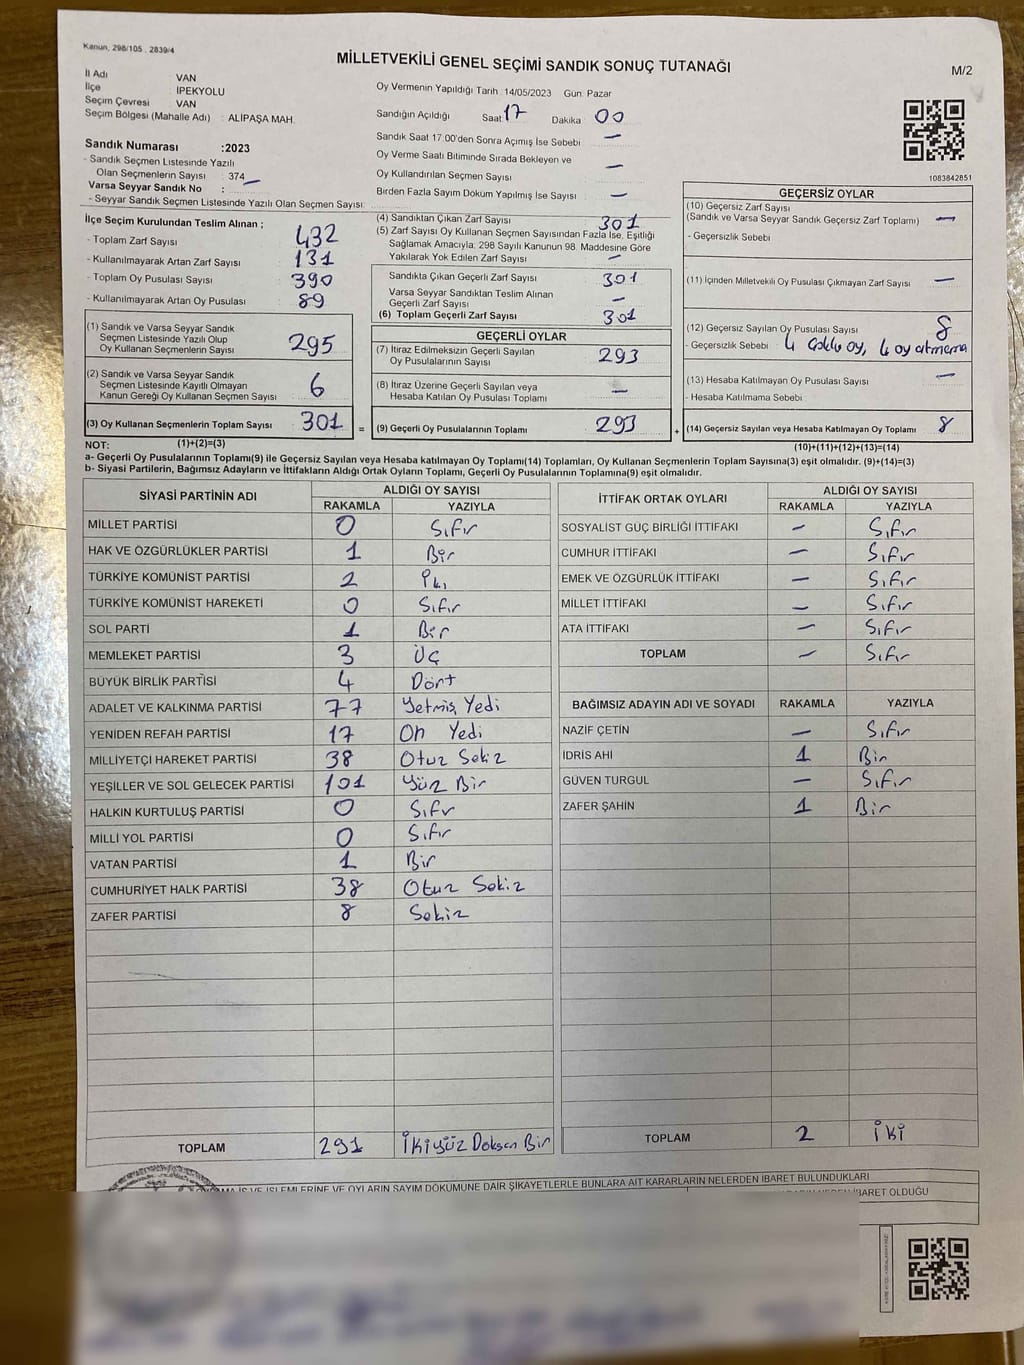 Kanun, 298/105 , 2839/4
MİLLETVEKİLİ GENEL SEÇİMİ SANDIK SONUÇ TUTANAĞI
M/2
İl Adı VAN
İlçe : İPEKYOLU
Seçim Çevresi VAN
Seçim Bölgesi (Mahalle Adı) : ALİPAŞA MAH.
Sandık Numarası :2023
- Sandık Seçmen Listesinde Yazılı
Olan Seçmenlerin Sayısı : 374
Varsa Seyyar Sandık No : —
- Seyyar Sandık Seçmen Listesinde Yazılı Olan Seçmen Sayısı:
Oy Vermenin Yapıldığı Tarih : 14/05/2023 Gün: Pazar
Sandığın Açıldığı Saat: 17 Dakika 00
Sandık Saat 17:00'den Sonra Açımış İse Sebebi —
Oy Verme Saati Bitiminde Sırada Bekleyen ve
Oy Kullandırılan Seçmen Sayısı —
Birden Fazla Sayım Döküm Yapılmış İse Sayısı —
1083842851
İlçe Seçim Kurulundan Teslim Alınan ;
- Toplam Zarf Sayısı 432
- Kullanılmayarak Artan Zarf Sayısı 131
- Toplam Oy Pusulası Sayısı 390
- Kullanılmayarak Artan Oy Pusulası 89
(1) Sandık ve Varsa Seyyar Sandık
Seçmen Listesinde Yazılı Olup
Oy Kullanan Seçmenlerin Sayısı 295
(2) Sandık ve Varsa Seyyar Sandık
Seçmen Listesinde Kayıtlı Olmayan
Kanun Gereği Oy Kullanan Seçmen Sayısı 6
(3) Oy Kullanan Seçmenlerin Toplam Sayısı 301 =
(4) Sandıktan Çıkan Zarf Sayısı 301
(5) Zarf Sayısı Oy Kullanan Seçmen Sayısından Fazla İse, Eşitliği
Sağlamak Amacıyla; 298 Sayılı Kanunun 98. Maddesine Göre
Yakılarak Yok Edilen Zarf Sayısı —
Sandıkta Çıkan Geçerli Zarf Sayısı 301
Varsa Seyyar Sandıktan Teslim Alınan
Geçerli Zarf Sayısı —
(6) Toplam Geçerli Zarf Sayısı 301
GEÇERLİ OYLAR
(7) İtiraz Edilmeksizin Geçerli Sayılan
Oy Pusulalarının Sayısı 293
(8) İtiraz Üzerine Geçerli Sayılan veya
Hesaba Katılan Oy Pusulası Toplamı —
(9) Geçerli Oy Pusulalarının Toplamı 293 +
GEÇERSİZ OYLAR
(10) Geçersiz Zarf Sayısı
(Sandık ve Varsa Seyyar Sandık Geçersiz Zarf Toplamı) —
- Geçersizlik Sebebi
(11) İçinden Milletvekili Oy Pusulası Çıkmayan Zarf Sayısı —
(12) Geçersiz Sayılan Oy Pusulası Sayısı 8
- Geçersizlik Sebebi 4 çoklu oy, 4 oy atmama
(13) Hesaba Katılmayan Oy Pusulası Sayısı —
- Hesaba Katılmama Sebebi
(14) Geçersiz Sayılan veya Hesaba Katılmayan Oy Toplamı 8
NOT: (1)+(2)=(3) (10)+(11)+(12)+(13)=(14)
a- Geçerli Oy Pusulalarının Toplamı(9) ile Geçersiz Sayılan veya Hesaba katılmayan Oy Toplamı(14) Toplamları, Oy Kullanan Seçmenlerin Toplam Sayısına(3) eşit olmalıdır. (9)+(14)=(3)
b- Siyasi Partilerin, Bağımsız Adayların ve İttifakların Aldığı Ortak Oyların Toplamı, Geçerli Oy Pusulalarının Toplamına(9) eşit olmalıdır.
SİYASİ PARTİNİN ADI ALDIĞI OY SAYISI
RAKAMLA YAZIYLA
MİLLET PARTİSİ 0 Sıfır
HAK VE ÖZGÜRLÜKLER PARTİSİ 1 Bir
TÜRKİYE KOMÜNİST PARTİSİ 2 İki
TÜRKİYE KOMÜNİST HAREKETİ 0 Sıfır
SOL PARTİ 1 Bir
MEMLEKET PARTİSİ 3 Üç
BÜYÜK BİRLİK PARTİSİ 4 Dört
ADALET VE KALKINMA PARTİSİ 77 Yetmiş Yedi
YENİDEN REFAH PARTİSİ 17 On Yedi
MİLLİYETÇİ HAREKET PARTİSİ 38 Otuz Sekiz
YEŞİLLER VE SOL GELECEK PARTİSİ 101 Yüz Bir
HALKIN KURTULUŞ PARTİSİ 0 Sıfır
MİLLİ YOL PARTİSİ 0 Sıfır
VATAN PARTİSİ 1 Bir
CUMHURİYET HALK PARTİSİ 38 Otuz Sekiz
ZAFER PARTİSİ 8 Sekiz
TOPLAM 291 İkiyüz Doksan Bir
İTTİFAK ORTAK OYLARI ALDIĞI OY SAYISI
RAKAMLA YAZIYLA
SOSYALİST GÜÇ BİRLİĞİ İTTİFAKI — Sıfır
CUMHUR İTTİFAKI — Sıfır
EMEK VE ÖZGÜRLÜK İTTİFAKI — Sıfır
MİLLET İTTİFAKI — Sıfır
ATA İTTİFAKI — Sıfır
TOPLAM — Sıfır
BAĞIMSIZ ADAYIN ADI VE SOYADI RAKAMLA YAZIYLA
NAZİF ÇETİN — Sıfır
İDRİS AHİ 1 Bir
GÜVEN TURGUL — Sıfır
ZAFER ŞAHİN 1 Bir
TOPLAM 2 İki
İŞLEMLERİNE VE OYLARIN SAYIM DÖKÜMÜNE DAİR ŞİKAYETLERLE BUNLARA AİT KARARLARIN NELERDEN İBARET BULUNDUKLARI
İBARET OLDUĞU